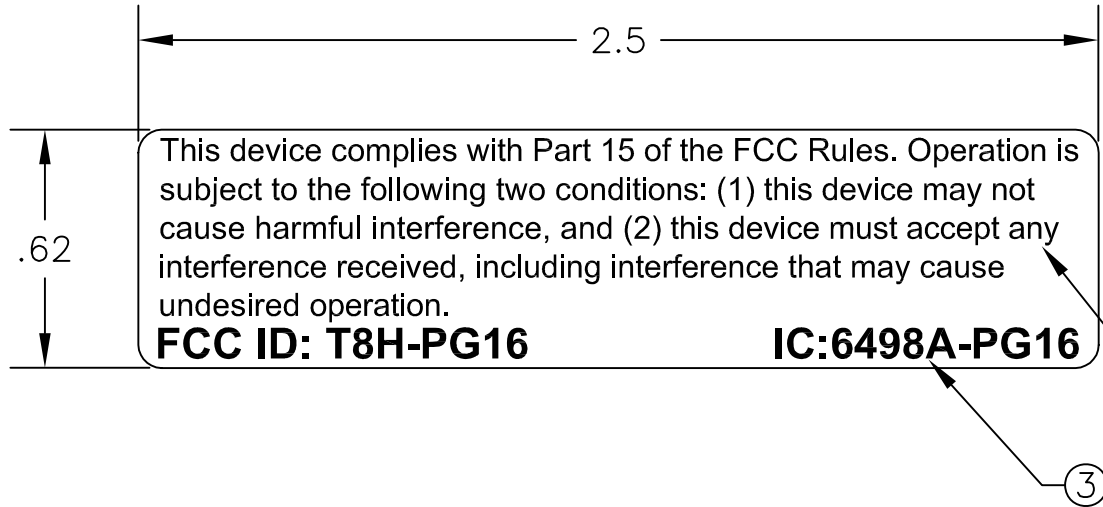 2.5
This device complies with Part 15 of the FCC Rules. Operation is
subject to the following two conditions: (1) this device may not
cause harmful interference, and (2) this device must accept any
.62
interference received, including interference that may cause
undesired operation.
FCC ID: T8H-PG16 IC:6498A-PG16
3